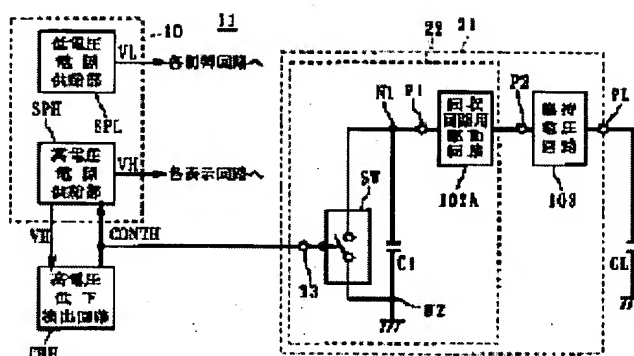 11
10
低電圧
電源
供給部
VL
各制御回路へ
SPH
SPL
高電圧
電源
供給部
VH
各表示回路へ
VH
CONTH
高電圧
低下
検出回路
22
21
N1
P1
回収
回路用
駆動
回路
102A
P2
維持
電圧
回路
103
PL
SW
23
C1
N2
CL